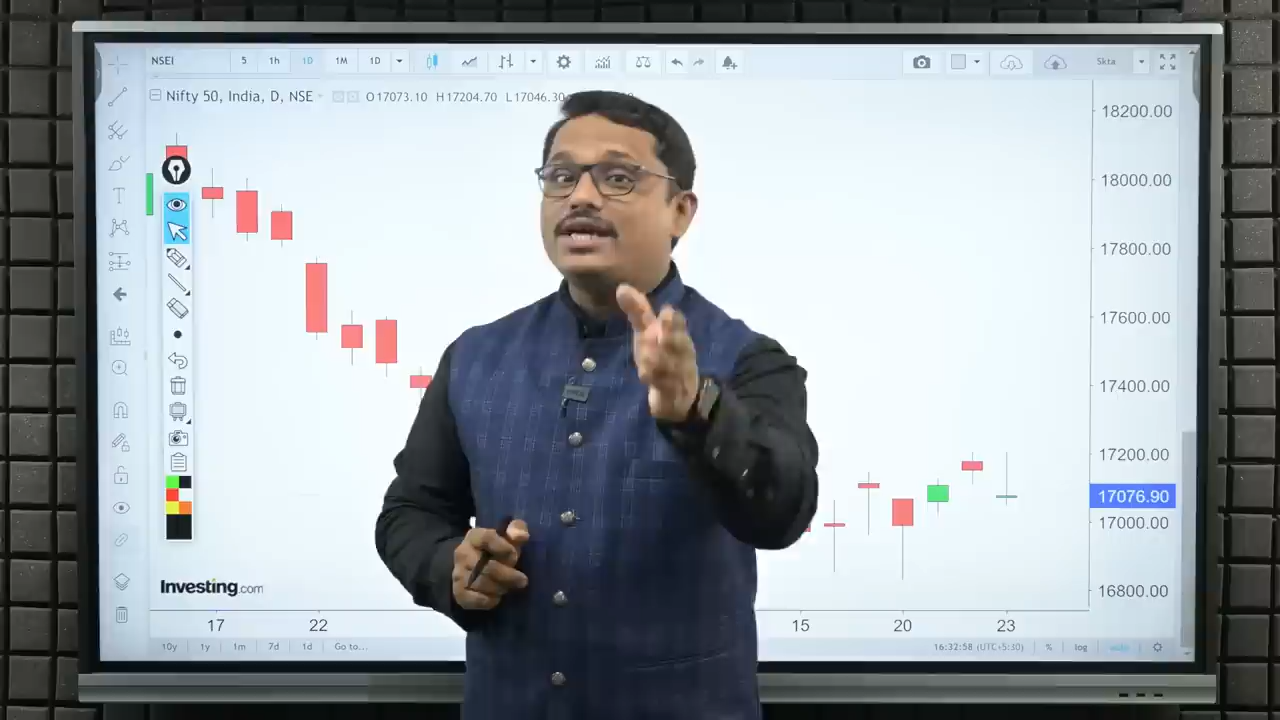 NSEI 5 1h 1D 1M 1D Skta
Nifty 50, India, D, NSE O17073.10 H17204.70 L17046.30
18200.00
18000.00
17800.00
17600.00
17400.00
17200.00
17076.90
17000.00
16800.00
Investing.com
17 22 15 20 23
10y 1y 1m 7d 1d Go to... 16:32:58 (UTC+5:30) % log auto